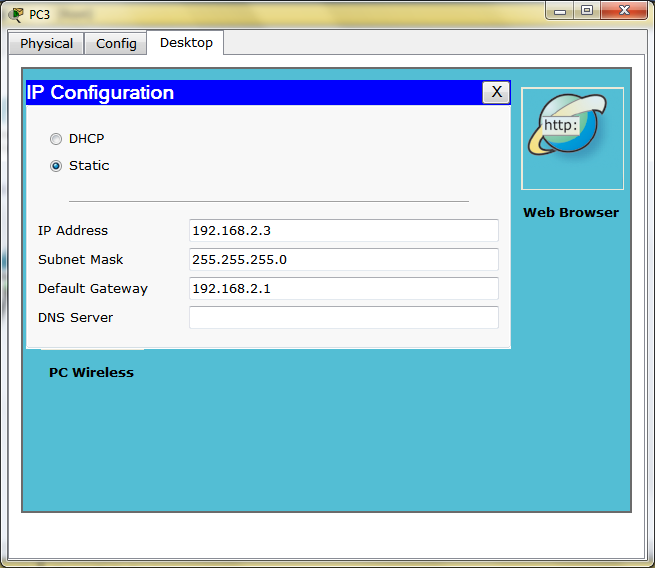 PC3
Physical
Config
Desktop
IP Configuration
X
DHCP
Static
IP Address
192.168.2.3
Subnet Mask
255.255.255.0
Default Gateway
192.168.2.1
DNS Server
http:
Web Browser
PC Wireless